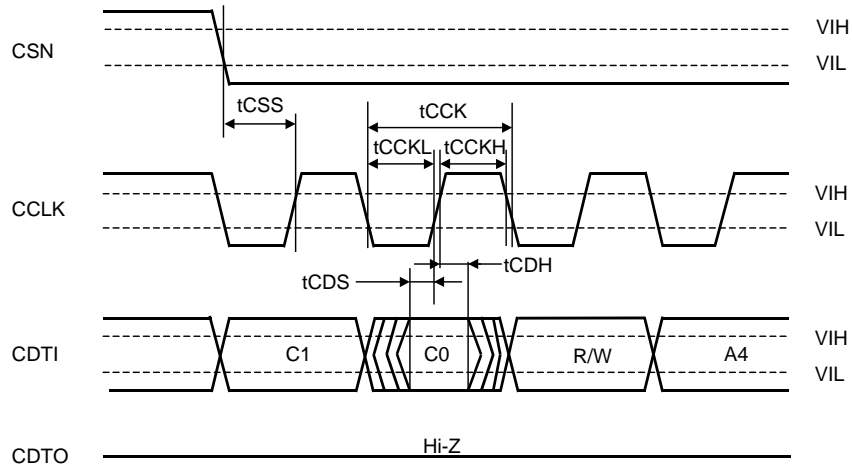 CSN
VIH
VIL
tCSS
tCCK
tCCKL
tCCKH
CCLK
VIH
VIL
tCDS
tCDH
CDTI
C1
C0
R/W
A4
VIH
VIL
CDTO
Hi-Z